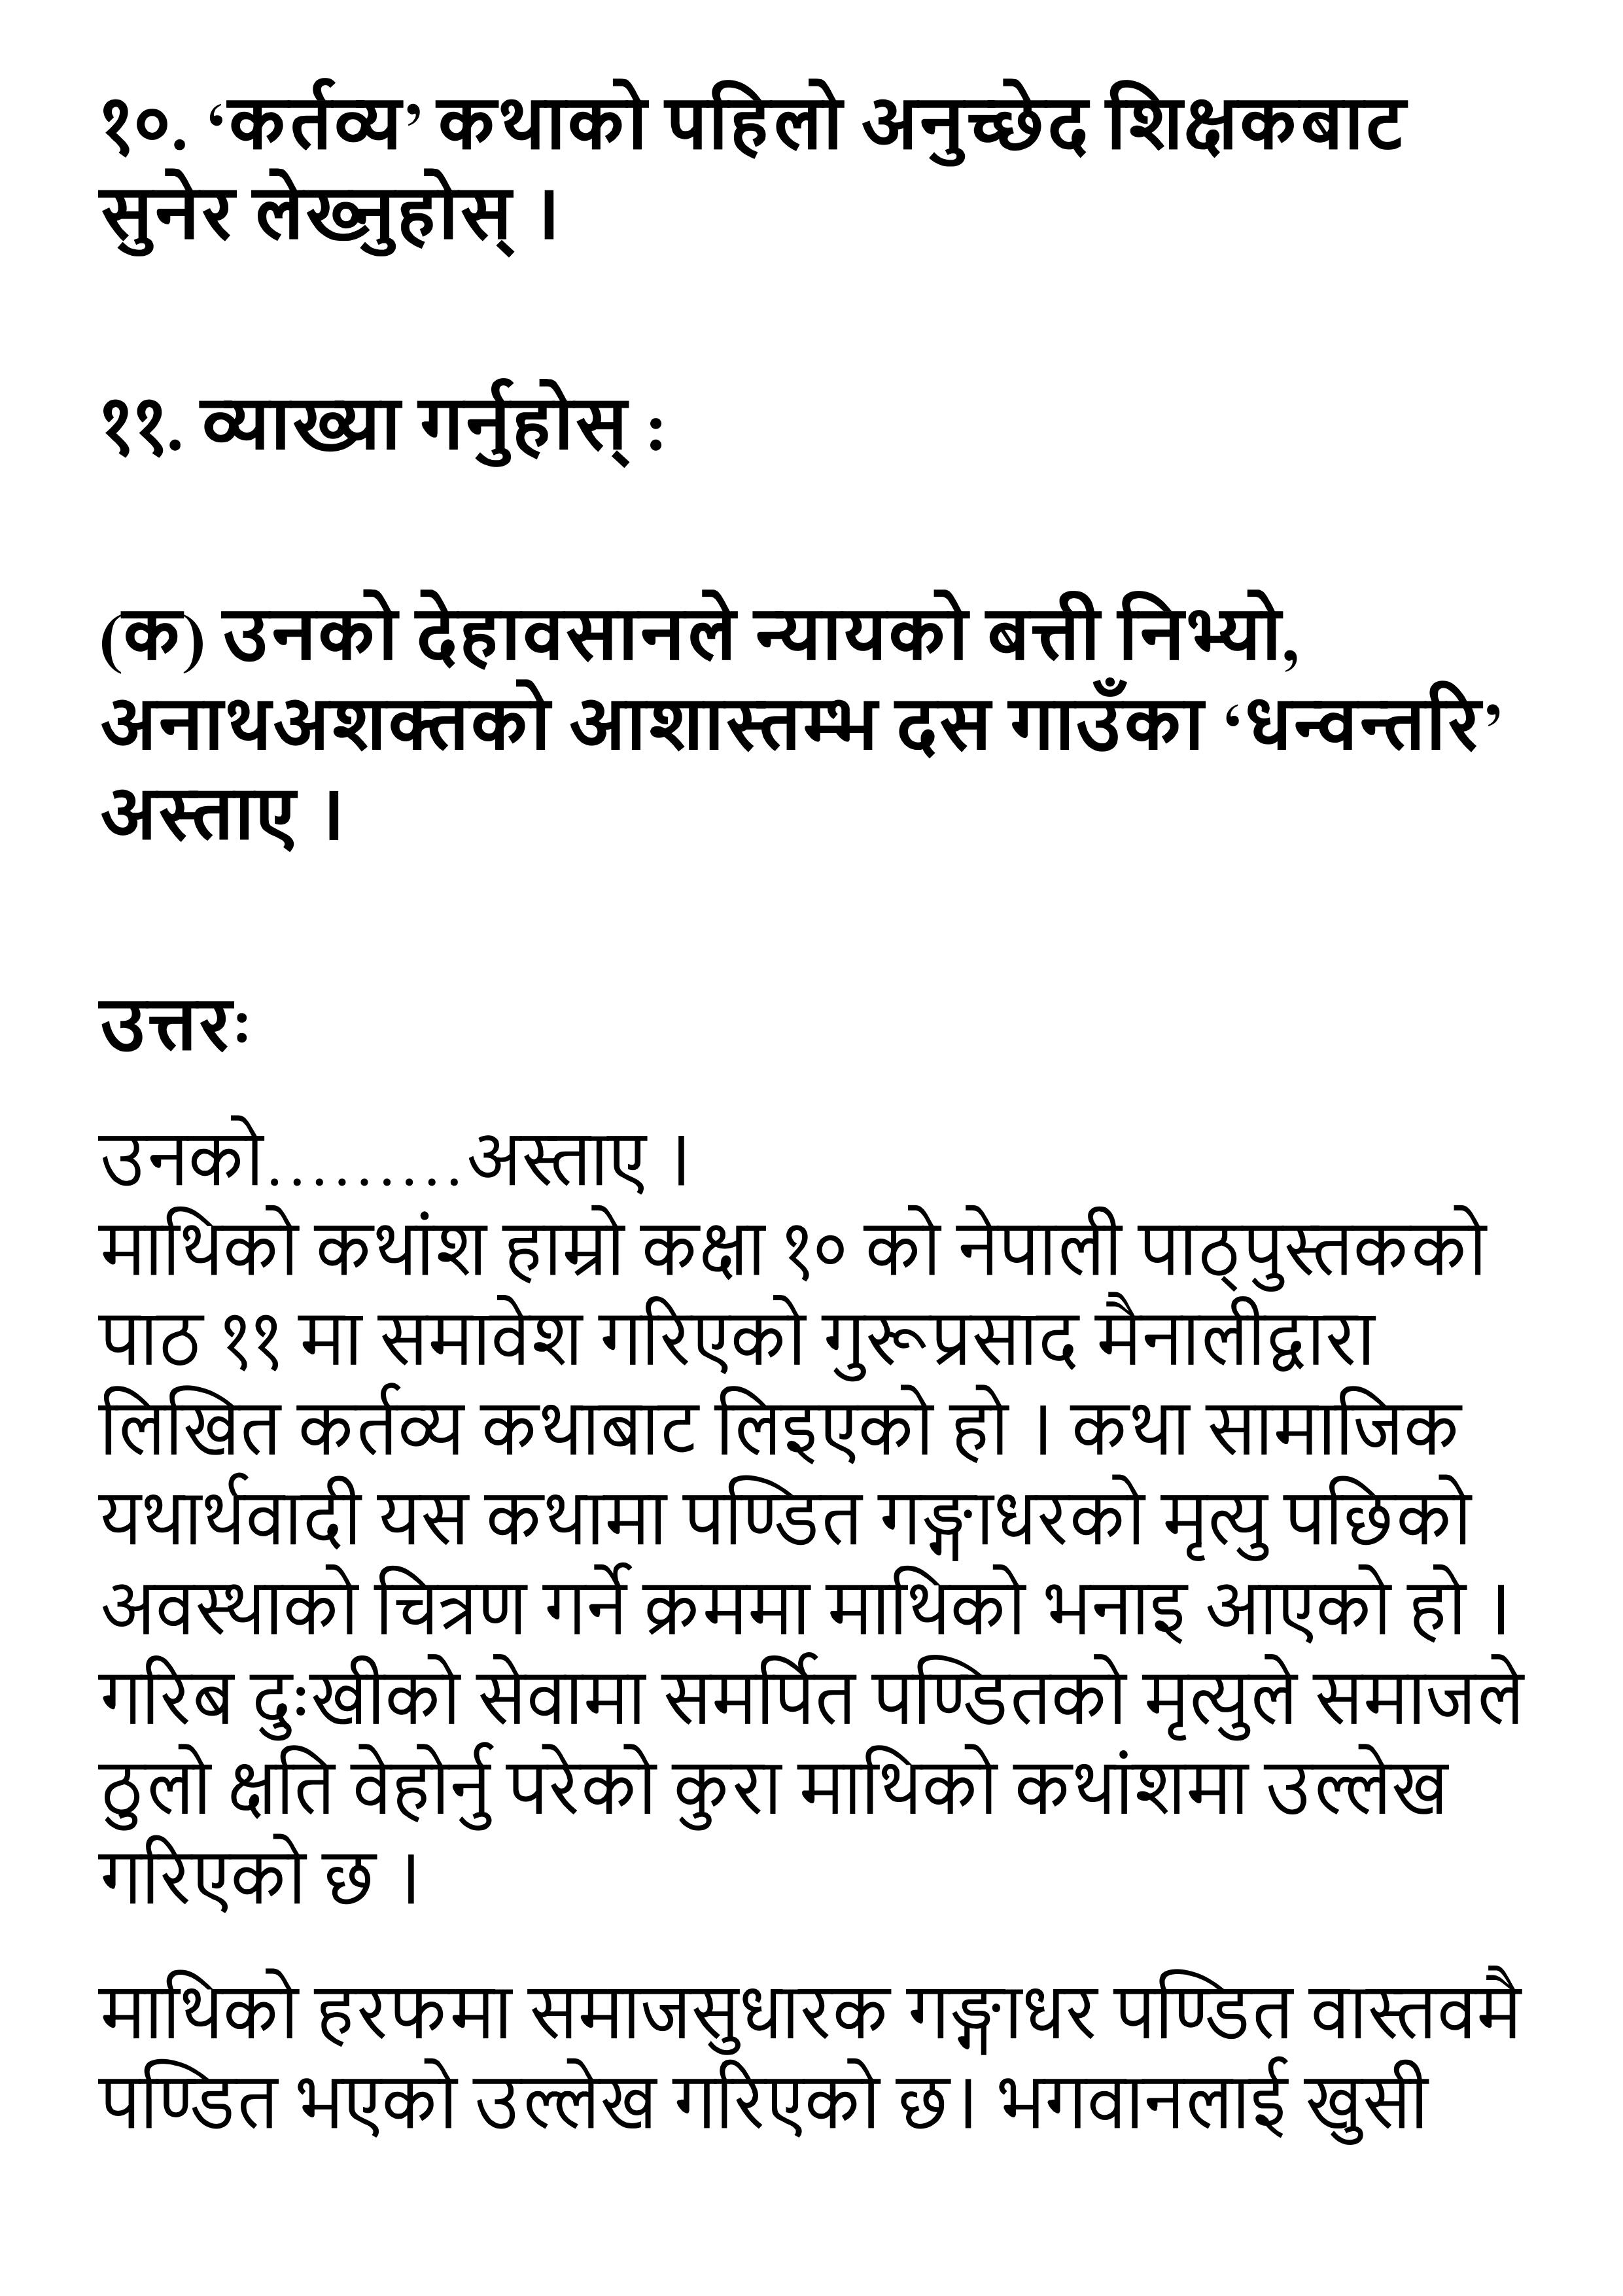 १०. ‘कर्तव्य’ कथाको पहिलो अनुच्छेद शिक्षकबाट
सुनेर लेख्नुहोस् ।
११. व्याख्या गर्नुहोस् :
(क) उनको देहावसानले न्यायको बत्ती निभ्यो,
अनाथअशक्तको आशास्तम्भ दस गाउँका ‘धन्वन्तरि’
अस्ताए ।
उत्तरः
उनको.........अस्ताए ।
माथिको कथांश हाम्रो कक्षा १० को नेपाली पाठ्पुस्तकको
पाठ ११ मा समावेश गरिएको गुरूप्रसाद मैनालीद्वारा
लिखित कर्तव्य कथाबाट लिइएको हो । कथा सामाजिक
यथार्थवादी यस कथामा पण्डित गङ्गाधरको मृत्यु पछिको
अवस्थाको चित्रण गर्ने क्रममा माथिको भनाइ आएको हो ।
गरिब दुःखीको सेवामा समर्पित पण्डितको मृत्युले समाजले
ठुलो क्षति वेहोर्नु परेको कुरा माथिको कथांशमा उल्लेख
गरिएको छ ।
माथिको हरफमा समाजसुधारक गङ्गाधर पण्डित वास्तवमै
पण्डित भएको उल्लेख गरिएको छ। भगवानलाई खुसी